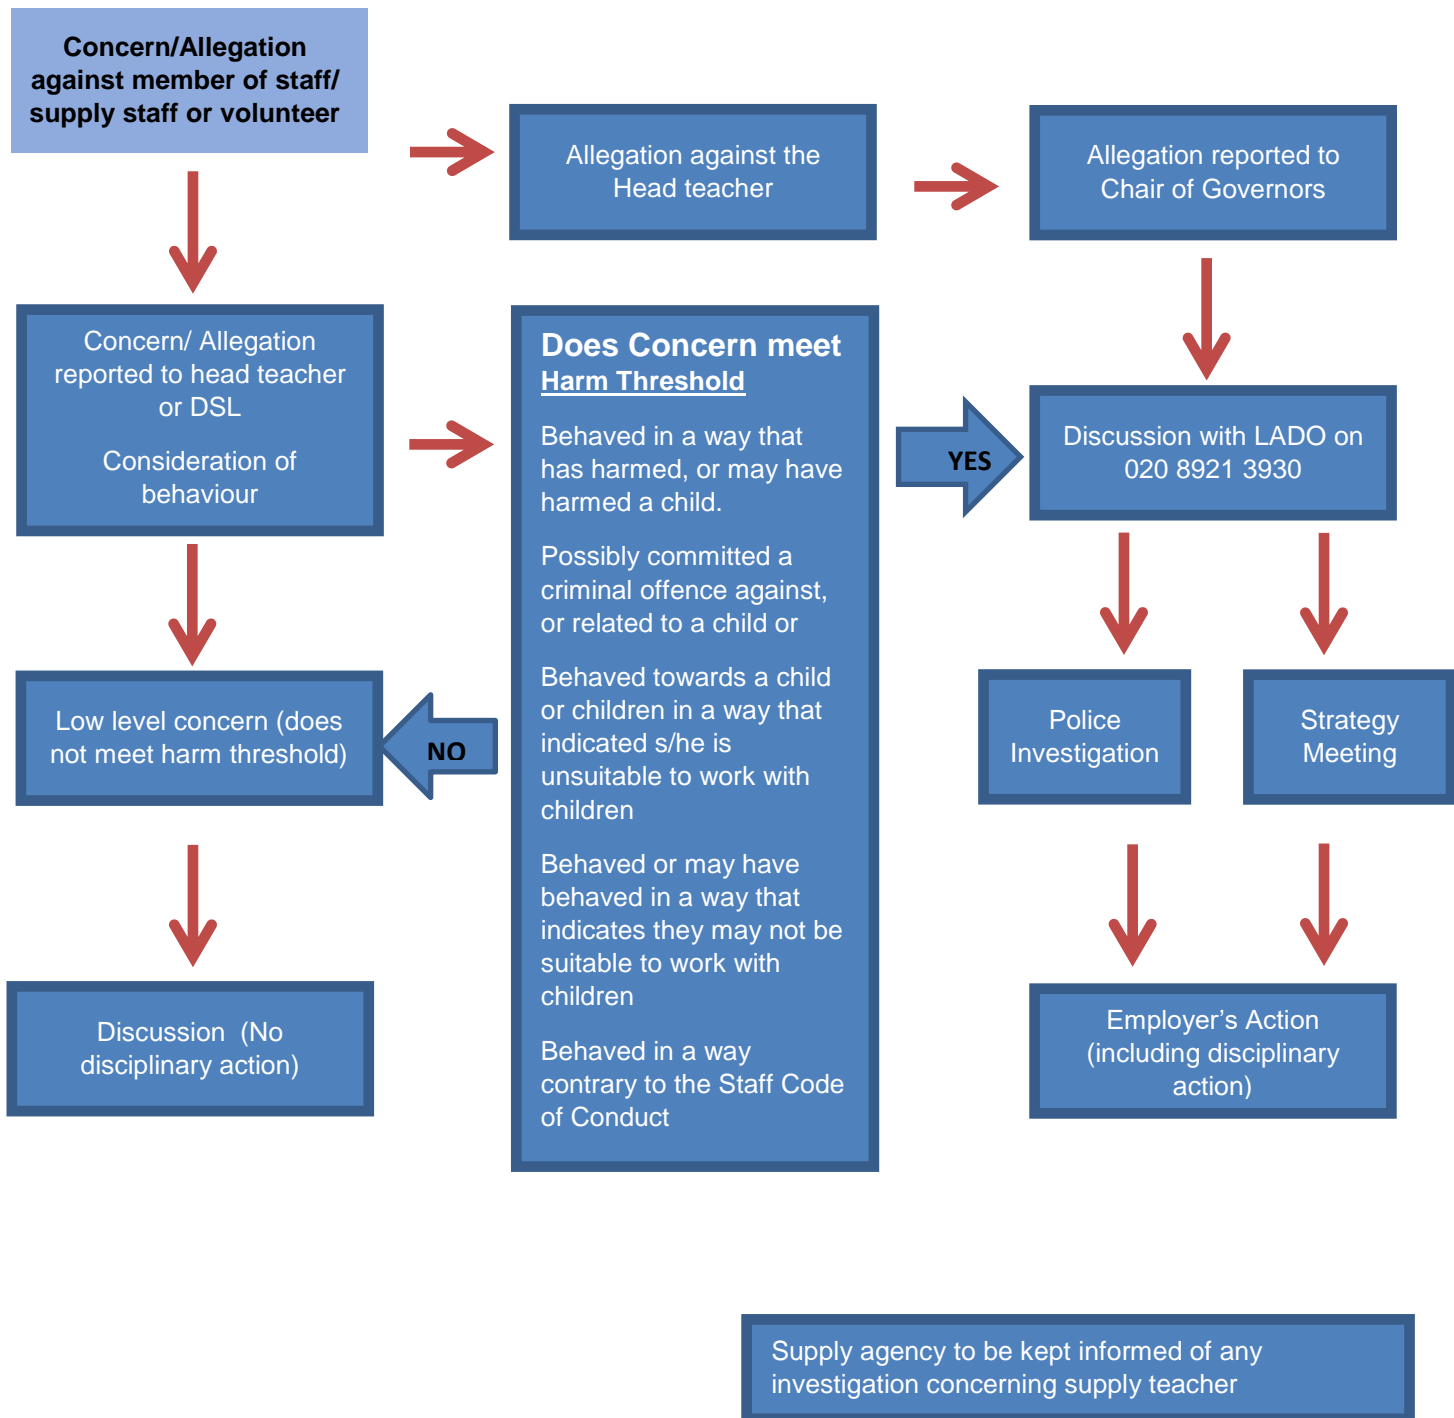 Concern/Allegation
against member of staff/
supply staff or volunteer
Allegation against the
Head teacher
Allegation reported to
Chair of Governors
Concern/ Allegation
reported to head teacher
or DSL
Consideration of
behaviour
Does Concern meet
Harm Threshold
Behaved in a way that
has harmed, or may have
harmed a child.
Possibly committed a
criminal offence against,
or related to a child or
Behaved towards a child
or children in a way that
indicated s/he is
unsuitable to work with
children
Behaved or may have
behaved in a way that
indicates they may not be
suitable to work with
children
Behaved in a way
contrary to the Staff Code
of Conduct
YES
Discussion with LADO on
020 8921 3930
Low level concern (does
not meet harm threshold)
NO
Police
Investigation
Strategy
Meeting
Discussion (No
disciplinary action)
Employer’s Action
(including disciplinary
action)
Supply agency to be kept informed of any
investigation concerning supply teacher